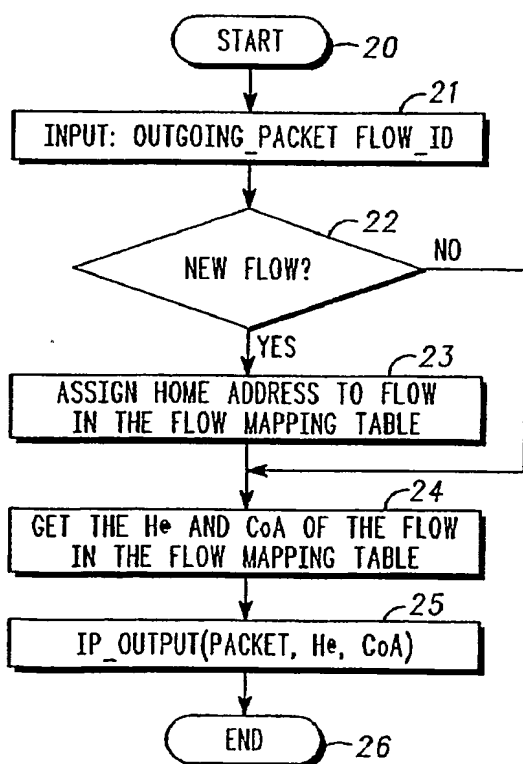 START
20
21
INPUT: OUTGOING_PACKET FLOW_ID
22
NEW FLOW?
NO
YES
23
ASSIGN HOME ADDRESS TO FLOW
IN THE FLOW MAPPING TABLE
24
GET THE He AND CoA OF THE FLOW
IN THE FLOW MAPPING TABLE
25
IP_OUTPUT(PACKET, He, CoA)
END
26